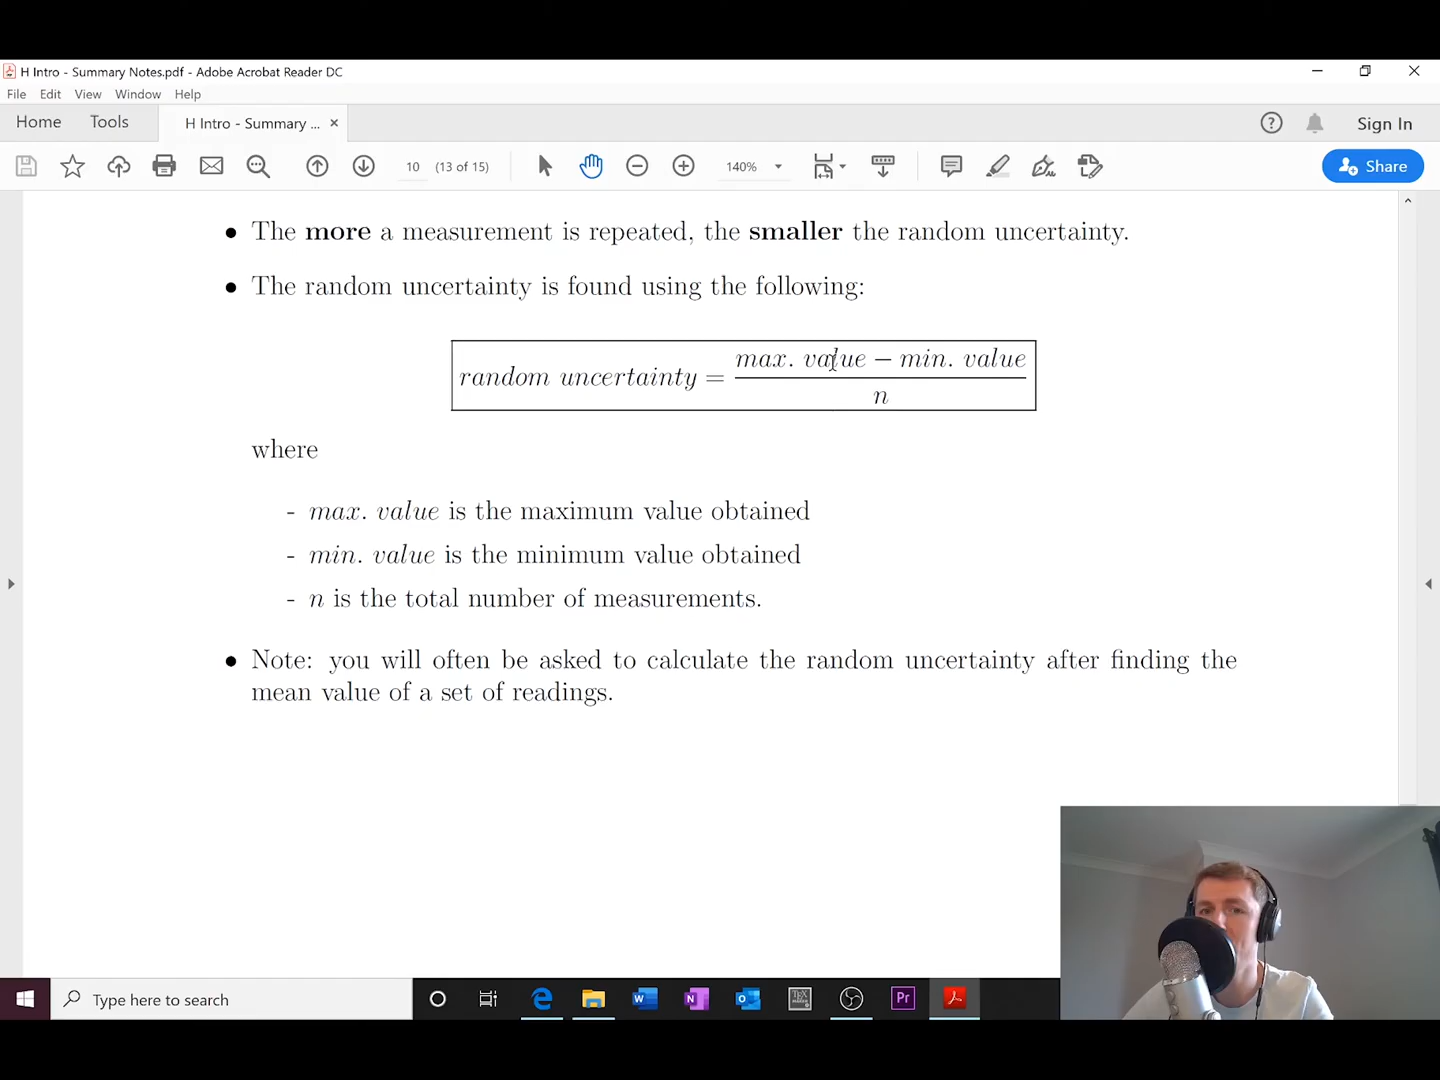 H Intro - Summary Notes.pdf - Adobe Acrobat Reader DC
File Edit View Window Help
Home Tools H Intro - Summary ... × Sign In
10 (13 of 15) 140% Share
• The more a measurement is repeated, the smaller the random uncertainty.
• The random uncertainty is found using the following:
random uncertainty = (max. value − min. value) / n
where
- max. value is the maximum value obtained
- min. value is the minimum value obtained
- n is the total number of measurements.
• Note: you will often be asked to calculate the random uncertainty after finding the
mean value of a set of readings.
Type here to search
W N O TEX Pr